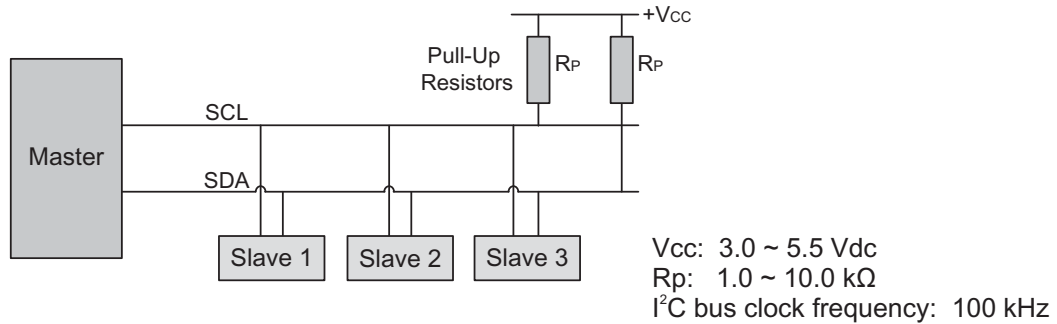 +Vcc
Pull-Up
Resistors
RP
RP
SCL
Master
SDA
Slave 1
Slave 2
Slave 3
Vcc: 3.0 ~ 5.5 Vdc
Rp: 1.0 ~ 10.0 kΩ
I²C bus clock frequency: 100 kHz